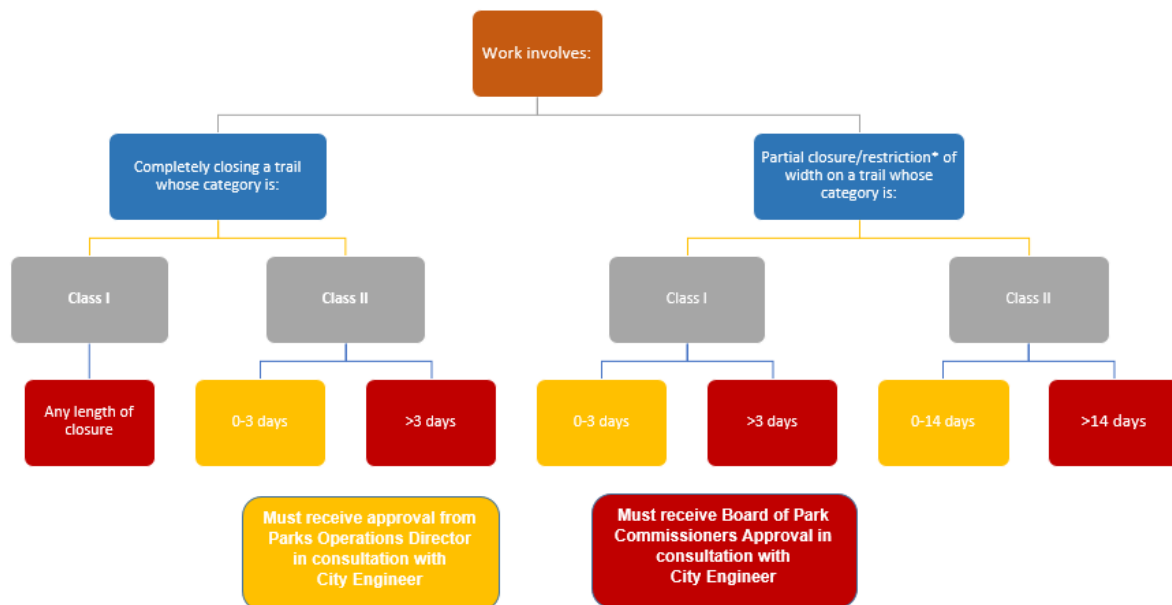 Work involves:
Completely closing a trail
whose category is:
Partial closure/restriction* of
width on a trail whose
category is:
Class I
Class II
Class I
Class II
Any length of
closure
0-3 days
>3 days
0-3 days
>3 days
0-14 days
>14 days
Must receive approval from
Parks Operations Director
in consultation with
City Engineer
Must receive Board of Park
Commissioners Approval in
consultation with
City Engineer